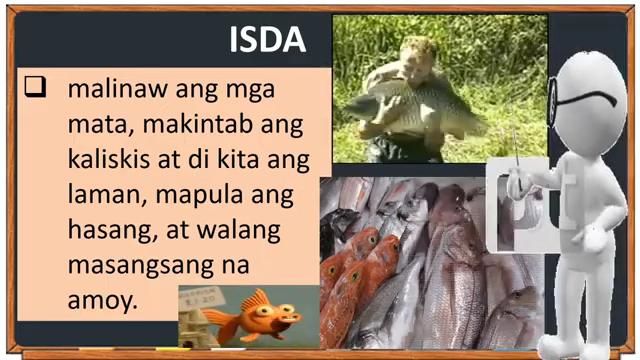 ISDA
malinaw ang mga
mata, makintab ang
kaliskis at di kita ang
laman, mapula ang
hasang, at walang
masangsang na
amoy.